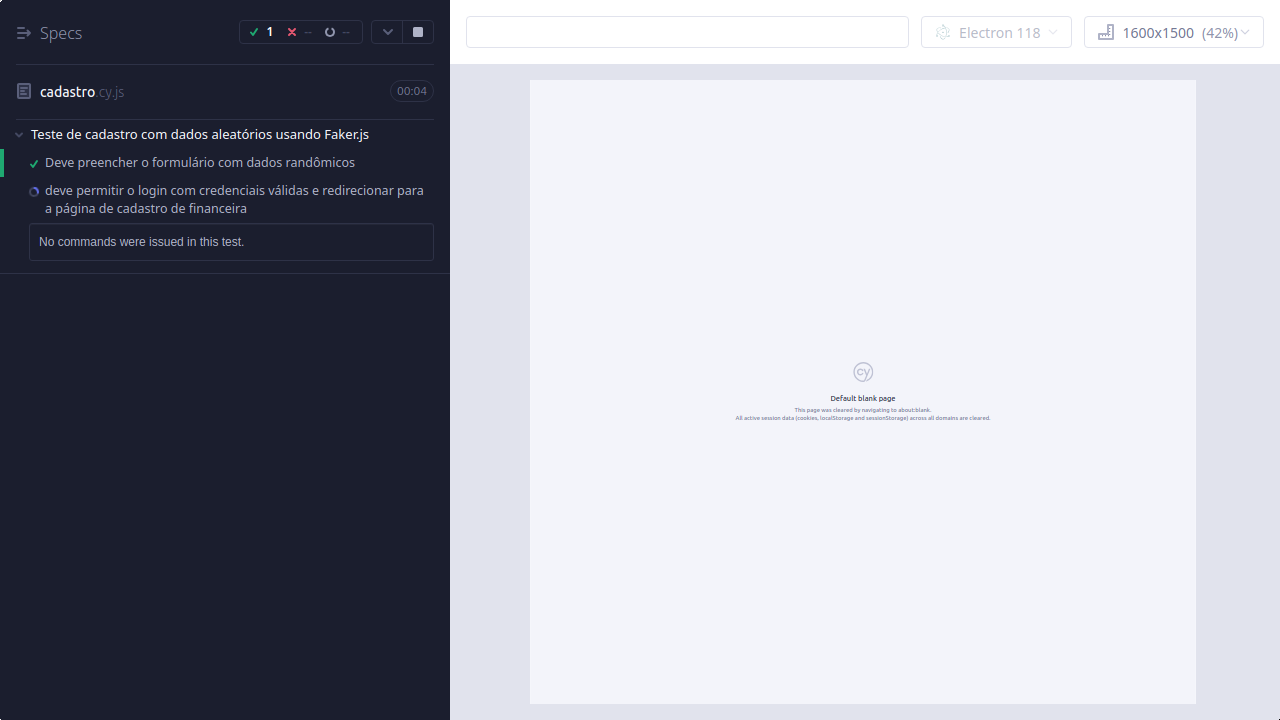 Specs
1
--
--
Electron 118
1600x1500 (42%)
cadastro.cy.js
00:04
Teste de cadastro com dados aleatórios usando Faker.js
Deve preencher o formulário com dados randômicos
deve permitir o login com credenciais válidas e redirecionar para
a página de cadastro de financeira
No commands were issued in this test.
cy
Default blank page
This page was cleared by navigating to about:blank.
All active session data (cookies, localStorage and sessionStorage) across all domains are cleared.